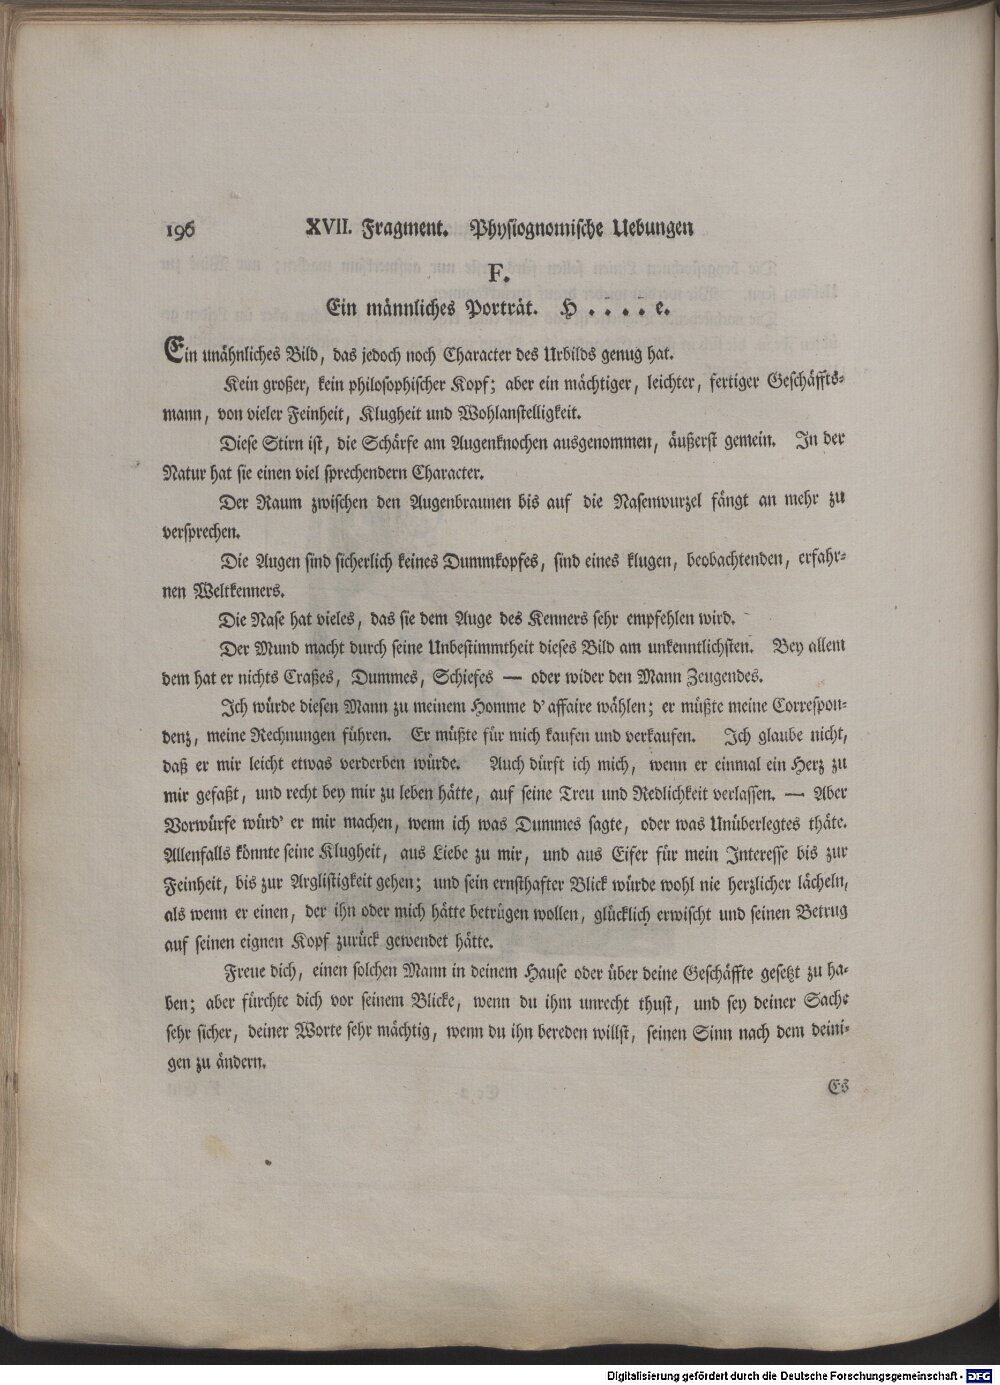 196 XVII. Fragment. Physiognomische Uebungen
F.
Ein männliches Porträt. H . . . . . e.
Ein unähnliches Bild, das jedoch noch Character des Urbilds genug hat.
Kein großer, kein philosophischer Kopf; aber ein mächtiger, leichter, fertiger Geschäffts-
mann, von vieler Feinheit, Klugheit und Wohlanstelligkeit.
Diese Stirn ist, die Schärfe am Augenknochen ausgenommen, äußerst gemein. In der
Natur hat sie einen viel sprechendern Character.
Der Raum zwischen den Augenbraunen bis auf die Nasenwurzel fängt an mehr zu
versprechen.
Die Augen sind sicherlich keines Dummkopfes, sind eines klugen, beobachtenden, erfahr-
nen Weltkenners.
Die Nase hat vieles, das sie dem Auge des Kenners sehr empfehlen wird.
Der Mund macht durch seine Unbestimmtheit dieses Bild am unkenntlichsten. Bey allem
dem hat er nichts Craßes, Dummes, Schiefes — oder wider den Mann Zeugendes.
Ich würde diesen Mann zu meinem Homme d'affaire wählen; er müßte meine Correspon-
denz, meine Rechnungen führen. Er müßte für mich kaufen und verkaufen. Ich glaube nicht,
daß er mir leicht etwas verderben würde. Auch dürft ich mich, wenn er einmal ein Herz zu
mir gefaßt, und recht bey mir zu leben hätte, auf seine Treu und Redlichkeit verlassen. — Aber
Vorwürfe würd' er mir machen, wenn ich was Dummes sagte, oder was Unüberlegtes thäte.
Allenfalls könnte seine Klugheit, aus Liebe zu mir, und aus Eifer für mein Interesse bis zur
Feinheit, bis zur Arglistigkeit gehen; und sein ernsthafter Blick würde wohl nie herzlicher lächeln,
als wenn er einen, der ihn oder mich hätte betrügen wollen, glücklich erwischt und seinen Betrug
auf seinen eignen Kopf zurück gewendet hätte.
Freue dich, einen solchen Mann in deinem Hause oder über deine Geschäffte gesetzt zu ha-
ben; aber fürchte dich vor seinem Blicke, wenn du ihm unrecht thust, und sey deiner Sache
sehr sicher, deiner Worte sehr mächtig, wenn du ihn bereden willst, seinen Sinn nach dem deini-
gen zu ändern.
Es
Digitalisierung gefördert durch die Deutsche Forschungsgemeinschaft - DFG